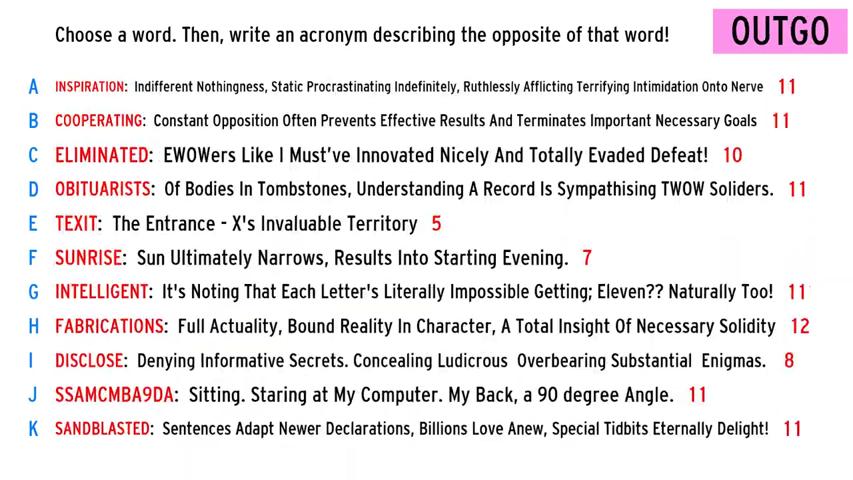 Choose a word. Then, write an acronym describing the opposite of that word!
OUTGO
A INSPIRATION: Indifferent Nothingness, Static Procrastinating Indefinitely, Ruthlessly Afflicting Terrifying Intimidation Onto Nerve 11
B COOPERATING: Constant Opposition Often Prevents Effective Results And Terminates Important Necessary Goals 11
C ELIMINATED: EWOWers Like I Must've Innovated Nicely And Totally Evaded Defeat! 10
D OBITUARISTS: Of Bodies In Tombstones, Understanding A Record Is Sympathising TWOW Soliders. 11
E TEXIT: The Entrance - X's Invaluable Territory 5
F SUNRISE: Sun Ultimately Narrows, Results Into Starting Evening. 7
G INTELLIGENT: It's Noting That Each Letter's Literally Impossible Getting; Eleven?? Naturally Too! 11
H FABRICATIONS: Full Actuality, Bound Reality In Character, A Total Insight Of Necessary Solidity 12
I DISCLOSE: Denying Informative Secrets. Concealing Ludicrous Overbearing Substantial Enigmas. 8
J SSAMCMBA9DA: Sitting. Staring at My Computer. My Back, a 90 degree Angle. 11
K SANDBLASTED: Sentences Adapt Newer Declarations, Billions Love Anew, Special Tidbits Eternally Delight! 11